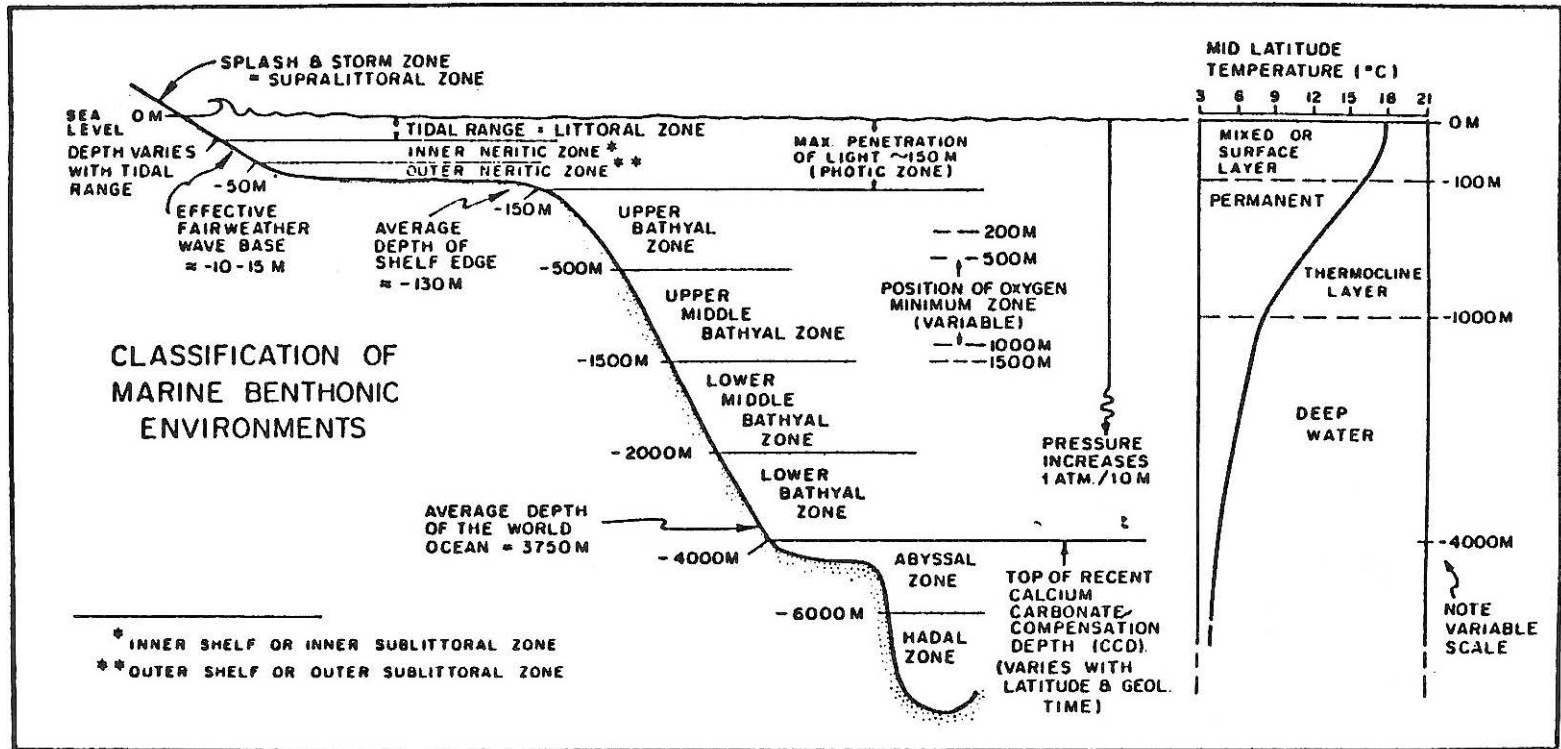 SPLASH & STORM ZONE
= SUPRALITTORAL ZONE
SEA
LEVEL
0 M
DEPTH VARIES
WITH TIDAL
RANGE
-50M
EFFECTIVE
FAIRWEATHER
WAVE BASE
≈ -10-15 M
TIDAL RANGE = LITTORAL ZONE
INNER NERITIC ZONE *
OUTER NERITIC ZONE **
MAX. PENETRATION
OF LIGHT ~150 M
(PHOTIC ZONE)
-150M
AVERAGE
DEPTH OF
SHELF EDGE
≈ -130 M
UPPER
BATHYAL
ZONE
-500M
UPPER
MIDDLE
BATHYAL ZONE
-1500M
LOWER
MIDDLE
BATHYAL
ZONE
-2000M
LOWER
BATHYAL
ZONE
-200M
-500M
POSITION OF OXYGEN
MINIMUM ZONE
(VARIABLE)
-1000M
-1500M
PRESSURE
INCREASES
1 ATM./10 M
CLASSIFICATION OF
MARINE BENTHONIC
ENVIRONMENTS
AVERAGE DEPTH
OF THE WORLD
OCEAN = 3750M
-4000M
ABYSSAL
ZONE
-6000M
HADAL
ZONE
TOP OF RECENT
CALCIUM
CARBONATE
COMPENSATION
DEPTH (CCD).
(VARIES WITH
LATITUDE & GEOL.
TIME)
* INNER SHELF OR INNER SUBLITTORAL ZONE
** OUTER SHELF OR OUTER SUBLITTORAL ZONE
MID LATITUDE
TEMPERATURE (°C)
3 6 9 12 15 18 21
0 M
MIXED OR
SURFACE
LAYER
-100M
PERMANENT
THERMOCLINE
LAYER
-1000M
DEEP
WATER
-4000M
NOTE
VARIABLE
SCALE